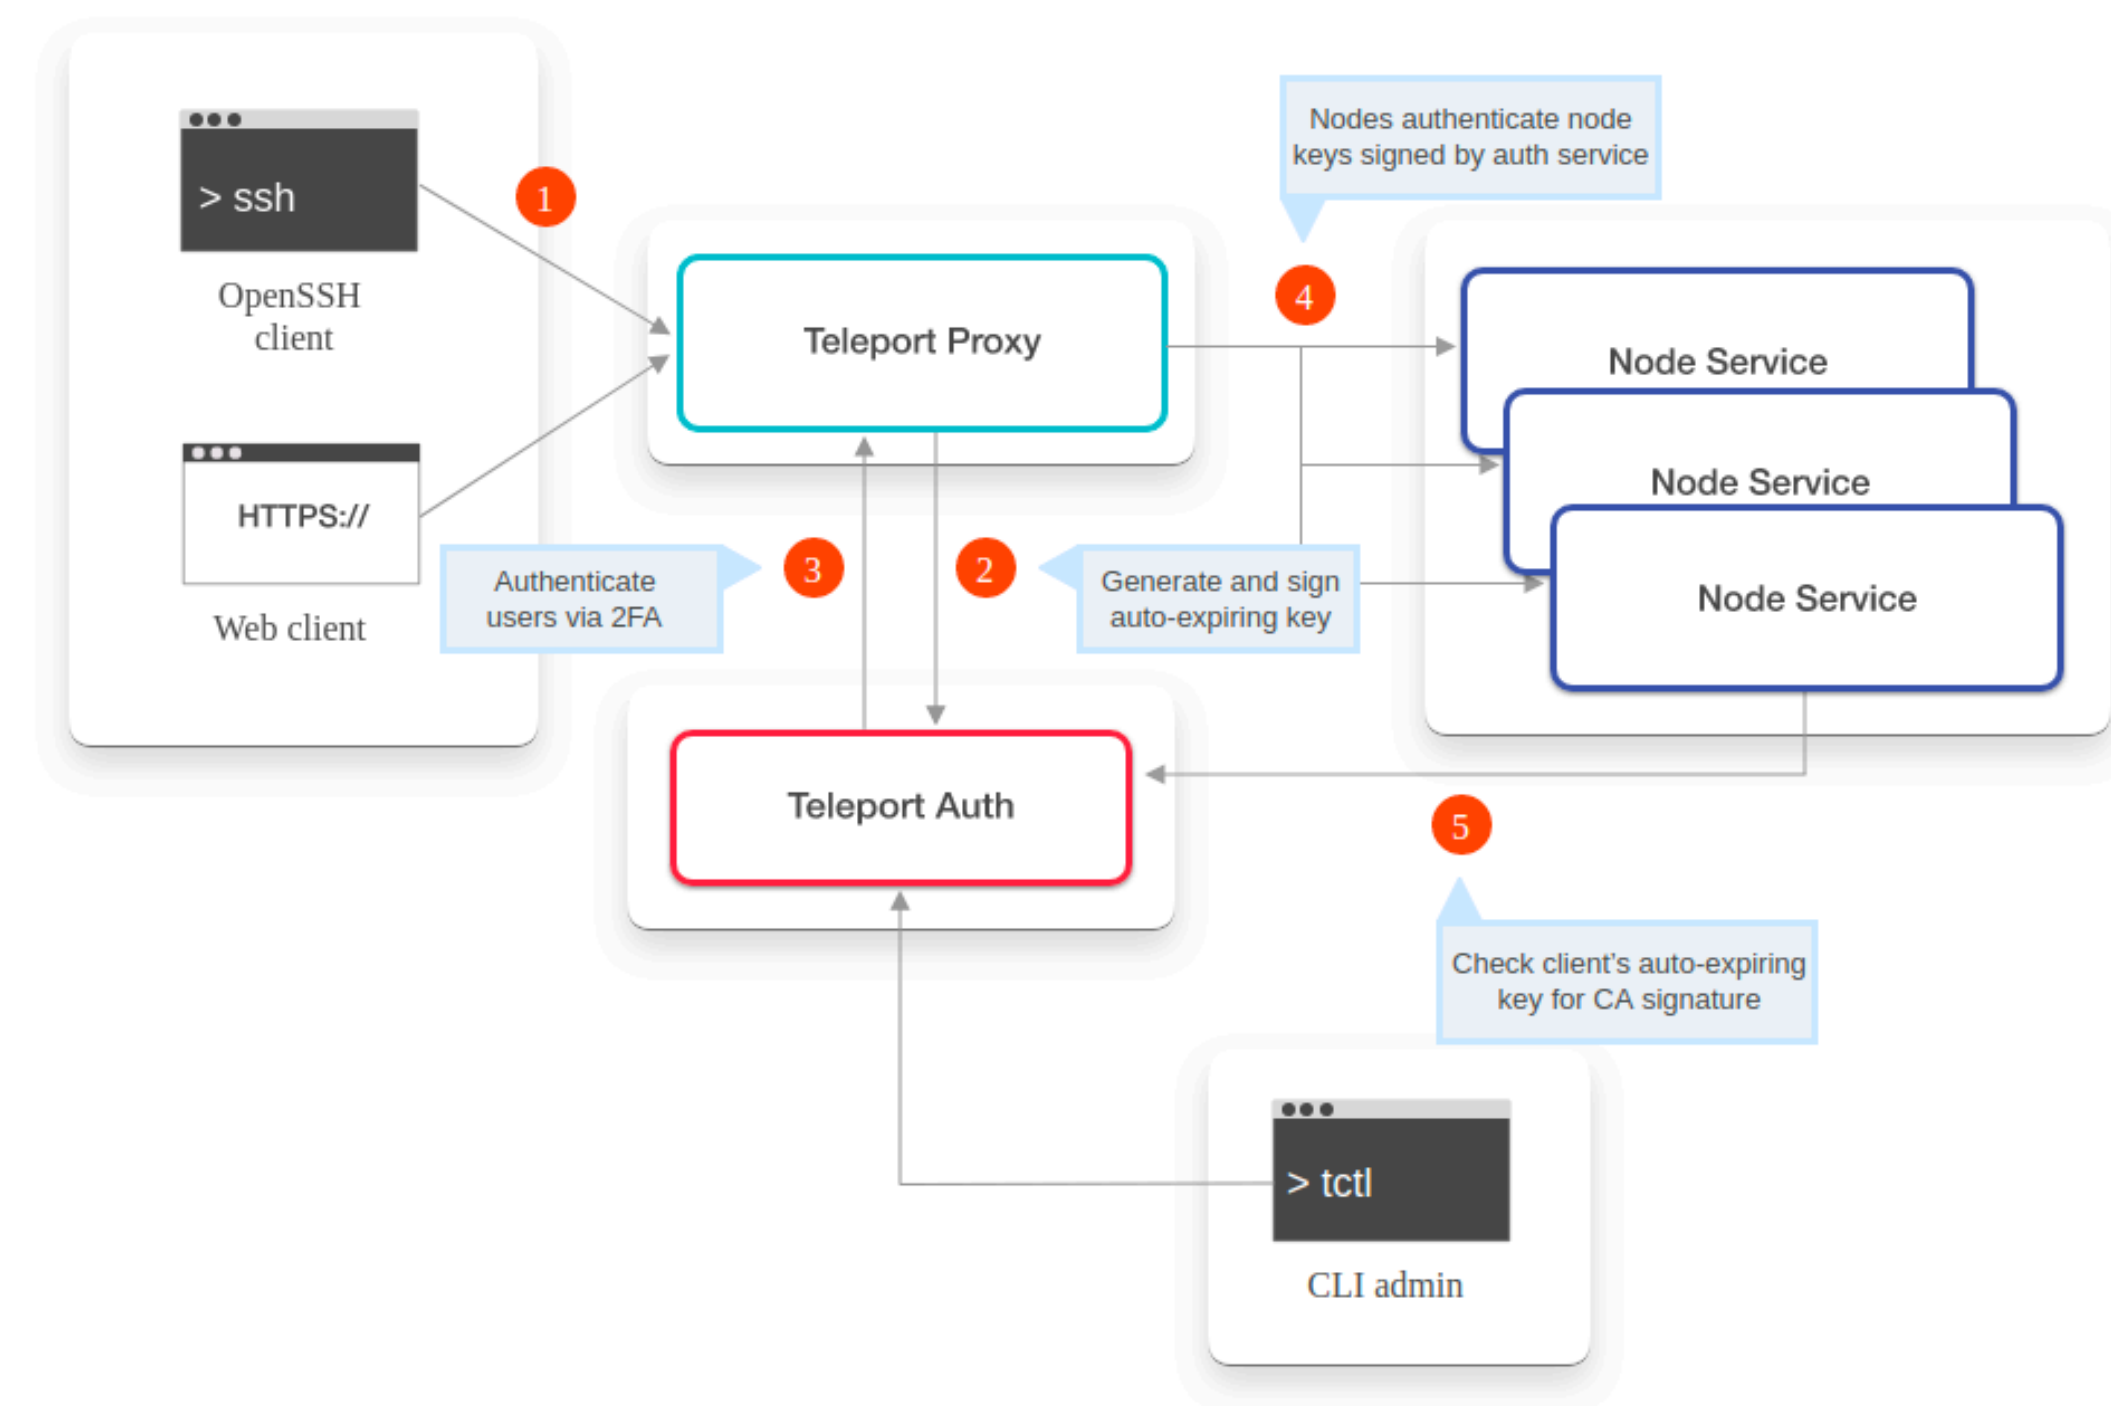 > ssh
OpenSSH
client
HTTPS://
Web client
1
Teleport Proxy
Nodes authenticate node
keys signed by auth service
4
Node Service
Node Service
Node Service
Authenticate
users via 2FA
3
2
Generate and sign
auto-expiring key
Teleport Auth
5
Check client’s auto-expiring
key for CA signature
> tctl
CLI admin